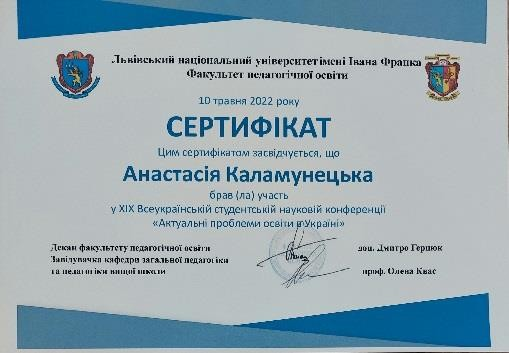 Львівський національний університет імені Івана Франка
Факультет педагогічної освіти
10 травня 2022 року
СЕРТИФІКАТ
Цим сертифікатом засвідчується, що
Анастасія Каламунецька
брав (ла) участь
у XIX Всеукраїнській студентській науковій конференції
«Актуальні проблеми освіти в Україні»
Декан факультету педагогічної освіти доц. Дмитро Герцюк
Завідувачка кафедри загальної педагогіки
та педагогіки вищої школи проф. Олена Квас